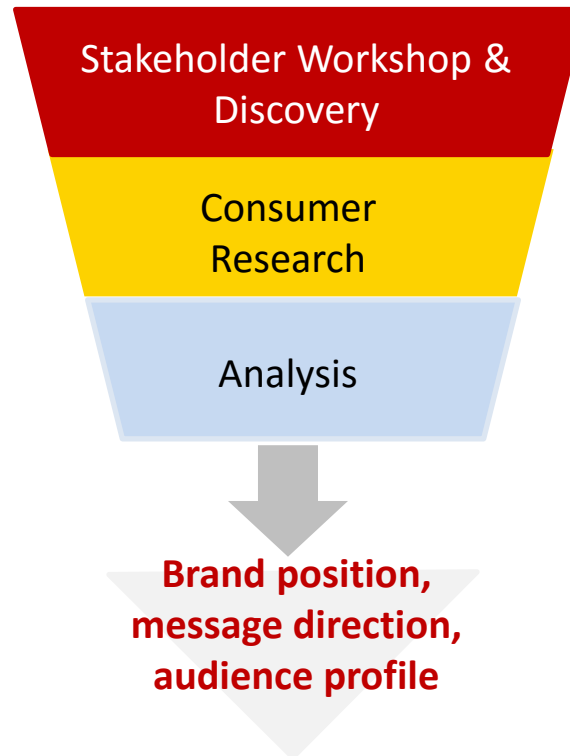 Stakeholder Workshop &
Discovery
Consumer
Research
Analysis
Brand position,
message direction,
audience profile